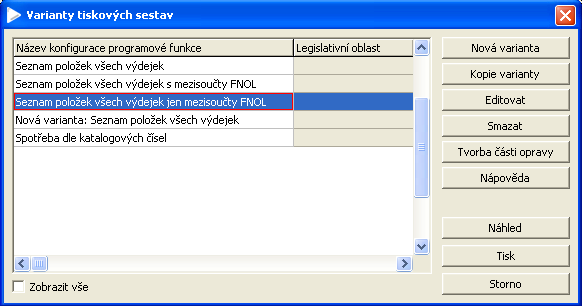 Varianty tiskových sestav
Název konfigurace programové funkce Legislativní oblast
Seznam položek všech výdejek
Seznam položek všech výdejek s mezisoučty FNOL
Seznam položek všech výdejek jen mezisoučty FNOL
Nová varianta: Seznam položek všech výdejek
Spotřeba dle katalogových čísel
Zobrazit vše
Nová varianta
Kopie varianty
Editovat
Smazat
Tvorba části opravy
Nápověda
Náhled
Tisk
Storno